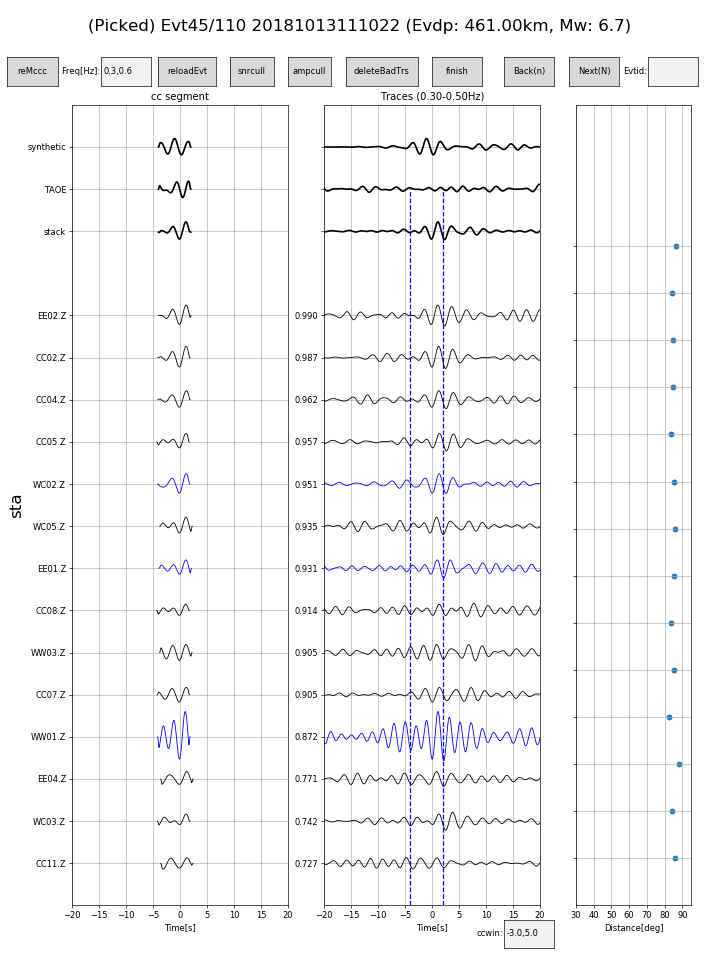 (Picked) Evt45/110 20181013111022 (Evdp: 461.00km, Mw: 6.7)
reMccc Freq[Hz]: 0.3,0.6 reloadEvt snrcull ampcull deleteBadTrs finish Back(n) Next(N) Evtid:
cc segment Traces (0.30-0.50Hz)
synthetic
TAOE
stack
EE02.Z 0.990
CC02.Z 0.987
CC04.Z 0.962
CC05.Z 0.957
WC02.Z 0.951
sta
WC05.Z 0.935
EE01.Z 0.931
CC08.Z 0.914
WW03.Z 0.905
CC07.Z 0.905
WW01.Z 0.872
EE04.Z 0.771
WC03.Z 0.742
CC11.Z 0.727
−20 −15 −10 −5 0 5 10 15 20 −20 −15 −10 −5 0 5 10 15 20 30 40 50 60 70 80 90
Time[s] Time[s] Distance[deg]
ccwin: -3.0,5.0